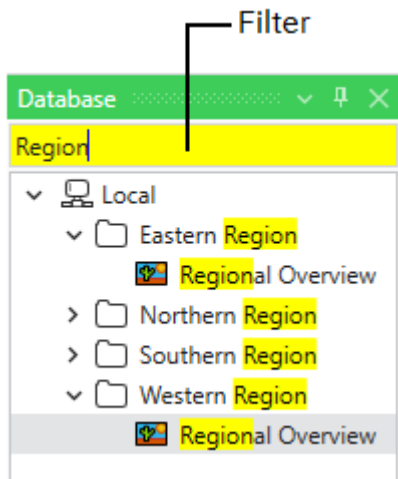 Filter
Database
Region
Local
Eastern Region
Regional Overview
Northern Region
Southern Region
Western Region
Regional Overview